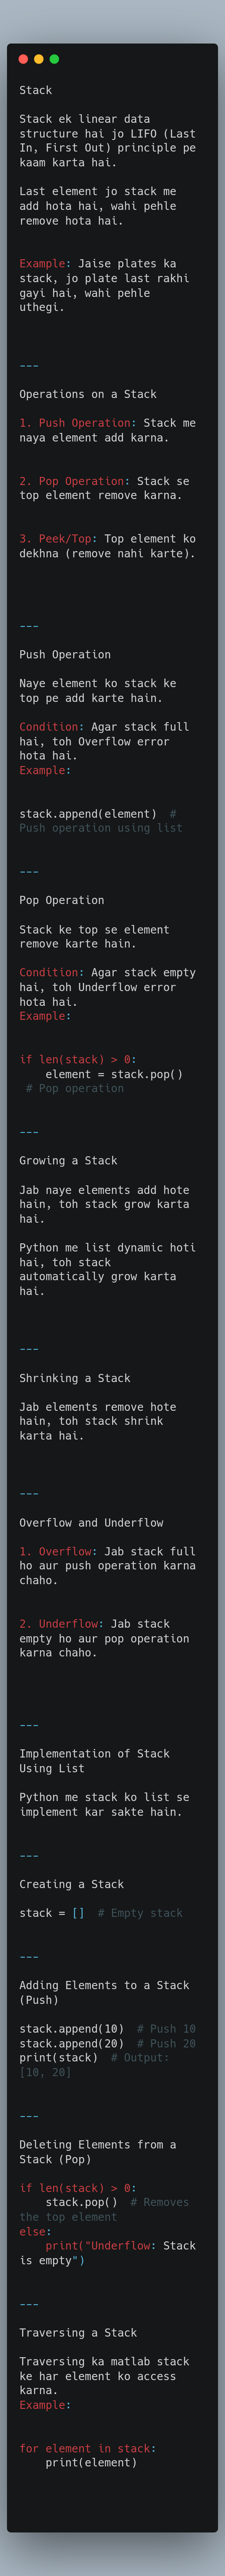 Stack
Stack ek linear data
structure hai jo LIFO (Last
In, First Out) principle pe
kaam karta hai.
Last element jo stack me
add hota hai, wahi pehle
remove hota hai.
Example: Jaise plates ka
stack, jo plate last rakhi
gayi hai, wahi pehle
uthegi.
---
Operations on a Stack
1. Push Operation: Stack me
naya element add karna.
2. Pop Operation: Stack se
top element remove karna.
3. Peek/Top: Top element ko
dekhna (remove nahi karte).
---
Push Operation
Naye element ko stack ke
top pe add karte hain.
Condition: Agar stack full
hai, toh Overflow error
hota hai.
Example:
stack.append(element)  #
Push operation using list
---
Pop Operation
Stack ke top se element
remove karte hain.
Condition: Agar stack empty
hai, toh Underflow error
hota hai.
Example:
if len(stack) > 0:
    element = stack.pop()
 # Pop operation
---
Growing a Stack
Jab naye elements add hote
hain, toh stack grow karta
hai.
Python me list dynamic hoti
hai, toh stack
automatically grow karta
hai.
---
Shrinking a Stack
Jab elements remove hote
hain, toh stack shrink
karta hai.
---
Overflow and Underflow
1. Overflow: Jab stack full
ho aur push operation karna
chaho.
2. Underflow: Jab stack
empty ho aur pop operation
karna chaho.
---
Implementation of Stack
Using List
Python me stack ko list se
implement kar sakte hain.
---
Creating a Stack
stack = []  # Empty stack
---
Adding Elements to a Stack
(Push)
stack.append(10)  # Push 10
stack.append(20)  # Push 20
print(stack)  # Output:
[10, 20]
---
Deleting Elements from a
Stack (Pop)
if len(stack) > 0:
    stack.pop()  # Removes
the top element
else:
    print("Underflow: Stack
is empty")
---
Traversing a Stack
Traversing ka matlab stack
ke har element ko access
karna.
Example:
for element in stack:
    print(element)